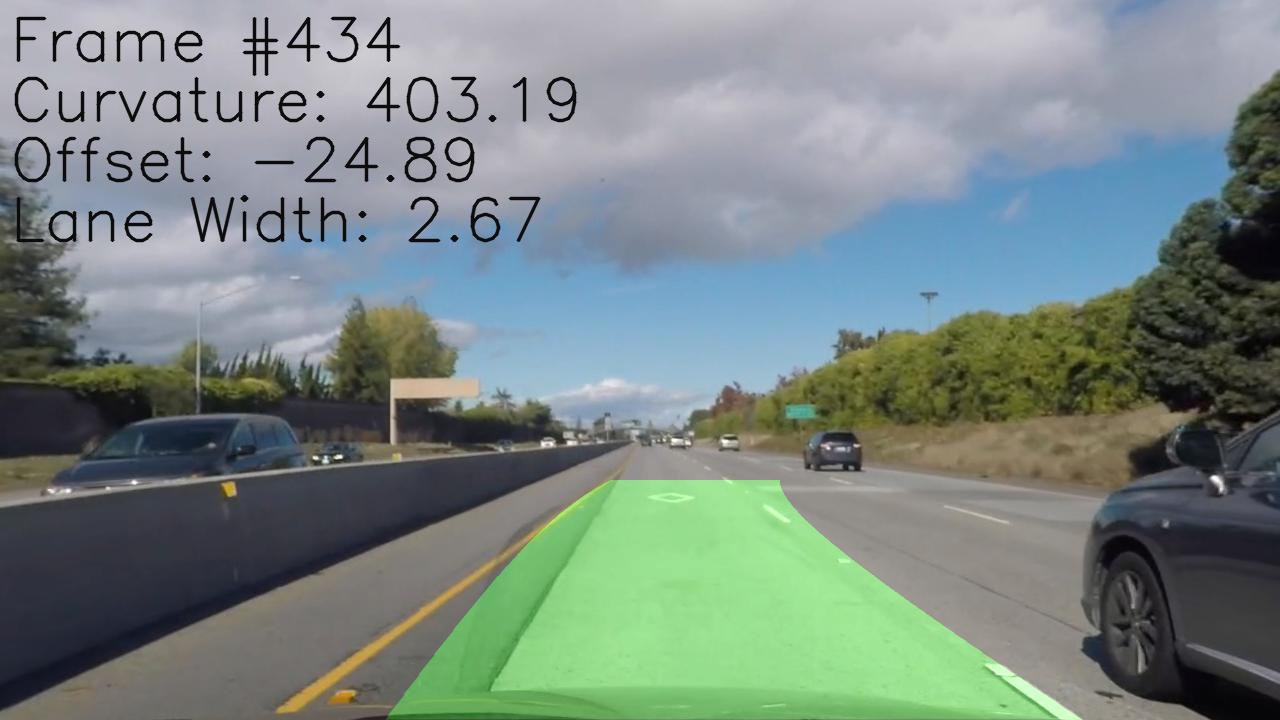 Frame #434
Curvature: 403.19
Offset: -24.89
Lane Width: 2.67